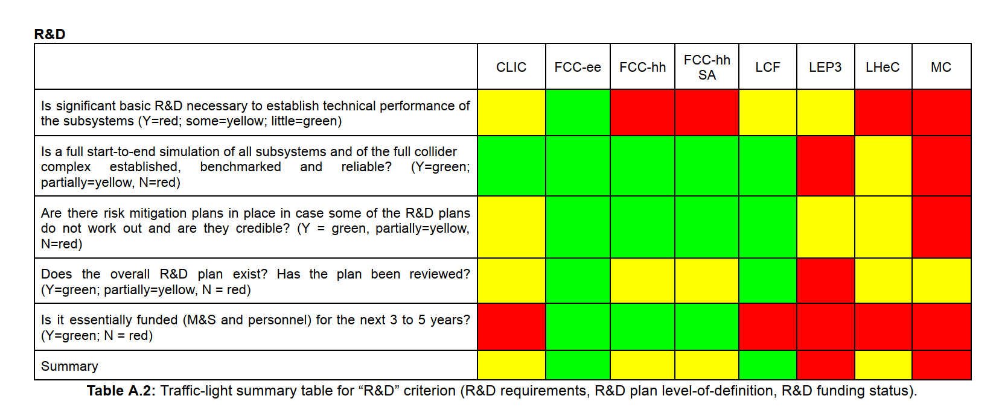 R&D
CLIC FCC-ee FCC-hh FCC-hh SA LCF LEP3 LHeC MC
Is significant basic R&D necessary to establish technical performance of
the subsystems (Y=red; some=yellow; little=green)
Is a full start-to-end simulation of all subsystems and of the full collider
complex established, benchmarked and reliable? (Y=green;
partially=yellow, N=red)
Are there risk mitigation plans in place in case some of the R&D plans
do not work out and are they credible? (Y = green, partially=yellow,
N=red)
Does the overall R&D plan exist? Has the plan been reviewed?
(Y=green; partially=yellow, N = red)
Is it essentially funded (M&S and personnel) for the next 3 to 5 years?
(Y=green; N = red)
Summary
Table A.2: Traffic-light summary table for “R&D” criterion (R&D requirements, R&D plan level-of-definition, R&D funding status).